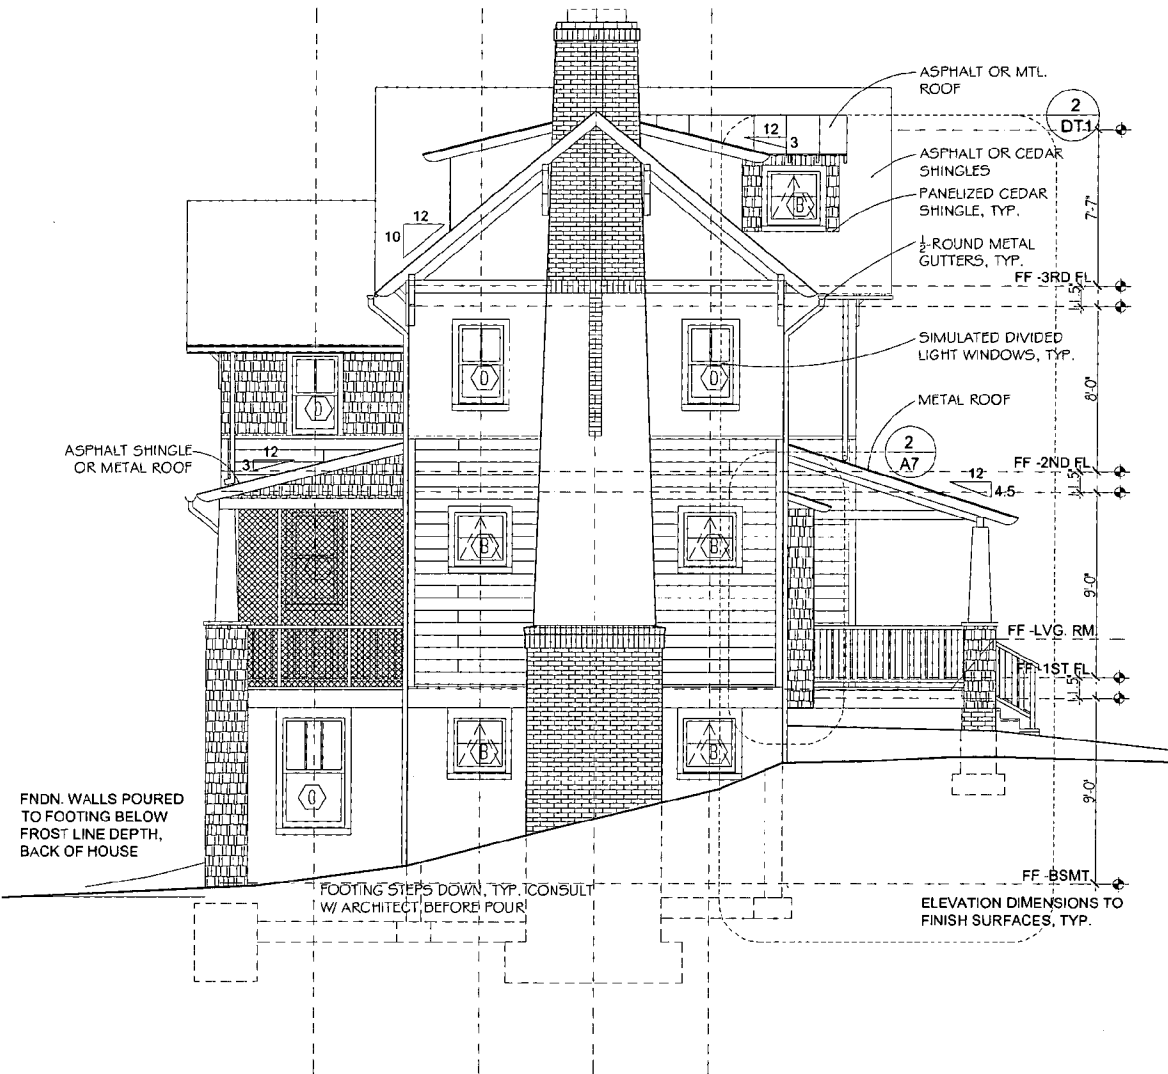 ASPHALT OR MTL.
ROOF
2
DT.1
12
3
ASPHALT OR CEDAR
SHINGLES
PANELIZED CEDAR
SHINGLE, TYP.
B
7'-7"
12
10
½-ROUND METAL
GUTTERS, TYP.
FF -3RD FL.
1.5"
SIMULATED DIVIDED
LIGHT WINDOWS, TYP.
D
D
D
8'-0"
METAL ROOF
ASPHALT SHINGLE
OR METAL ROOF
12
3
2
A7
FF -2ND FL.
1.5"
12
4.5
B
B
9'-0"
FF -LVG. RM.
FF -1ST FL.
1.5"
B
B
C
9'-0"
FNDN. WALLS POURED
TO FOOTING BELOW
FROST LINE DEPTH,
BACK OF HOUSE
FF -BSMT.
FOOTING STEPS DOWN, TYP. CONSULT
W/ ARCHITECT BEFORE POUR
ELEVATION DIMENSIONS TO
FINISH SURFACES, TYP.